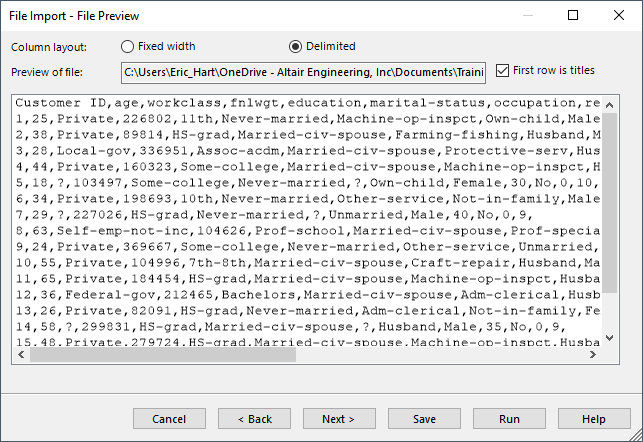 File Import - File Preview
Column layout: Fixed width Delimited
Preview of file: C:\Users\Eric_Hart\OneDrive - Altair Engineering, Inc\Documents\Traini First row is titles
Customer ID,age,workclass,fnlwgt,education,marital-status,occupation,re
1,25,Private,226802,11th,Never-married,Machine-op-inspct,Own-child,Male
2,38,Private,89814,HS-grad,Married-civ-spouse,Farming-fishing,Husband,M
3,28,Local-gov,336951,Assoc-acdm,Married-civ-spouse,Protective-serv,Hus
4,44,Private,160323,Some-college,Married-civ-spouse,Machine-op-inspct,H
5,18,?,103497,Some-college,Never-married,?,Own-child,Female,30,No,0,10,
6,34,Private,198693,10th,Never-married,Other-service,Not-in-family,Male
7,29,?,227026,HS-grad,Never-married,?,Unmarried,Male,40,No,0,9,
8,63,Self-emp-not-inc,104626,Prof-school,Married-civ-spouse,Prof-specia
9,24,Private,369667,Some-college,Never-married,Other-service,Unmarried,
10,55,Private,104996,7th-8th,Married-civ-spouse,Craft-repair,Husband,Ma
11,65,Private,184454,HS-grad,Married-civ-spouse,Machine-op-inspct,Husba
12,36,Federal-gov,212465,Bachelors,Married-civ-spouse,Adm-clerical,Husb
13,26,Private,82091,HS-grad,Never-married,Adm-clerical,Not-in-family,Fe
14,58,?,299831,HS-grad,Married-civ-spouse,?,Husband,Male,35,No,0,9,
15,48,Private,279724,HS-grad,Married-civ-spouse,Machine-op-inspct,Husba
Cancel < Back Next > Save Run Help